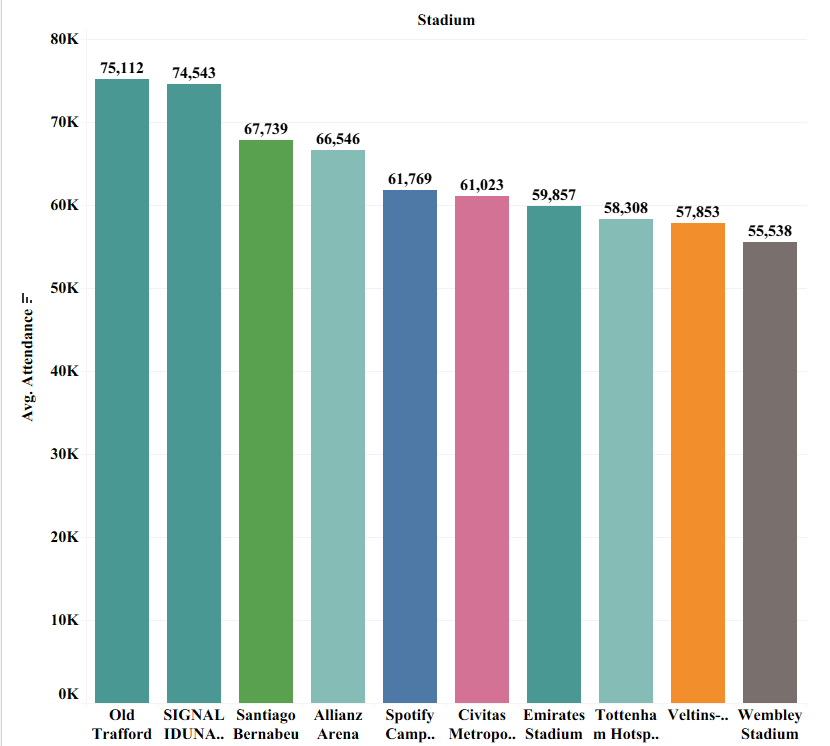 Stadium
80K
70K
60K
50K
40K
30K
20K
10K
0K
Avg. Attendance
75,112
74,543
67,739
66,546
61,769
61,023
59,857
58,308
57,853
55,538
Old
Trafford
SIGNAL
IDUNA..
Santiago
Bernabeu
Allianz
Arena
Spotify
Camp..
Civitas
Metropo..
Emirates
Stadium
Tottenha
m Hotsp..
Veltins-..
Wembley
Stadium